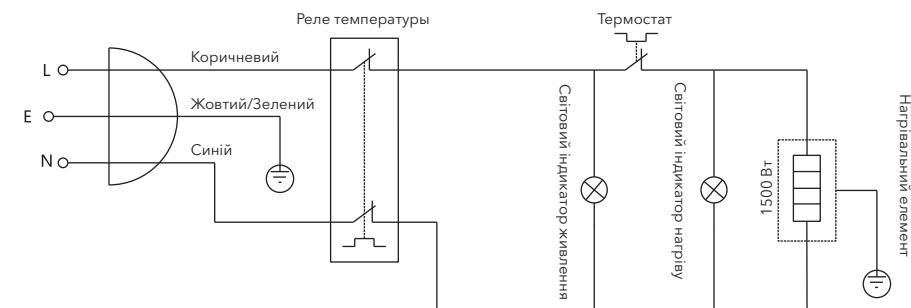 Реле температуры
Термостат
L
Коричневий
E
Жовтий/Зелений
N
Синій
Світовий індикатор живлення
Світовий індикатор нагріву
1500 Вт
Нагрівальний елемент